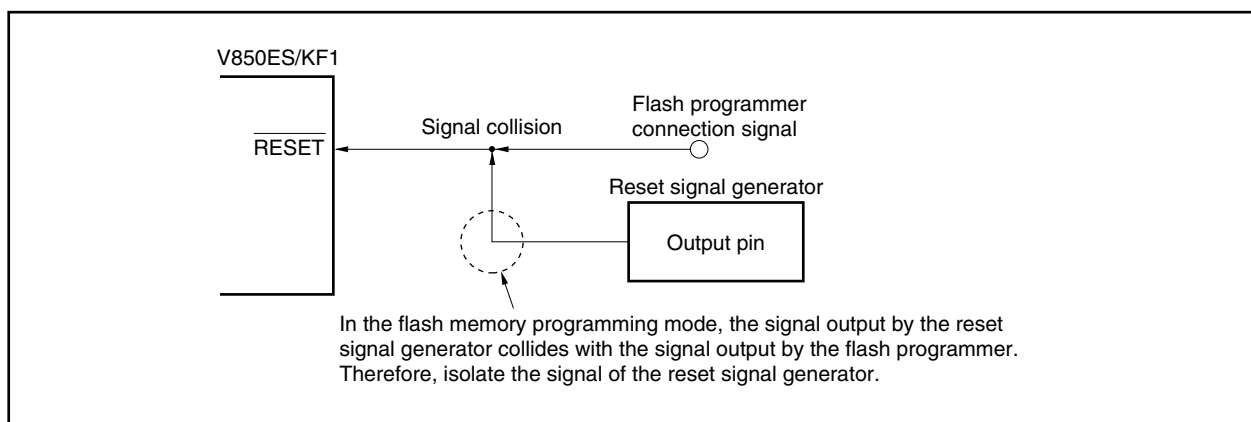 V850ES/KF1
RESET
Signal collision
Flash programmer
connection signal
Reset signal generator
Output pin
In the flash memory programming mode, the signal output by the reset
signal generator collides with the signal output by the flash programmer.
Therefore, isolate the signal of the reset signal generator.